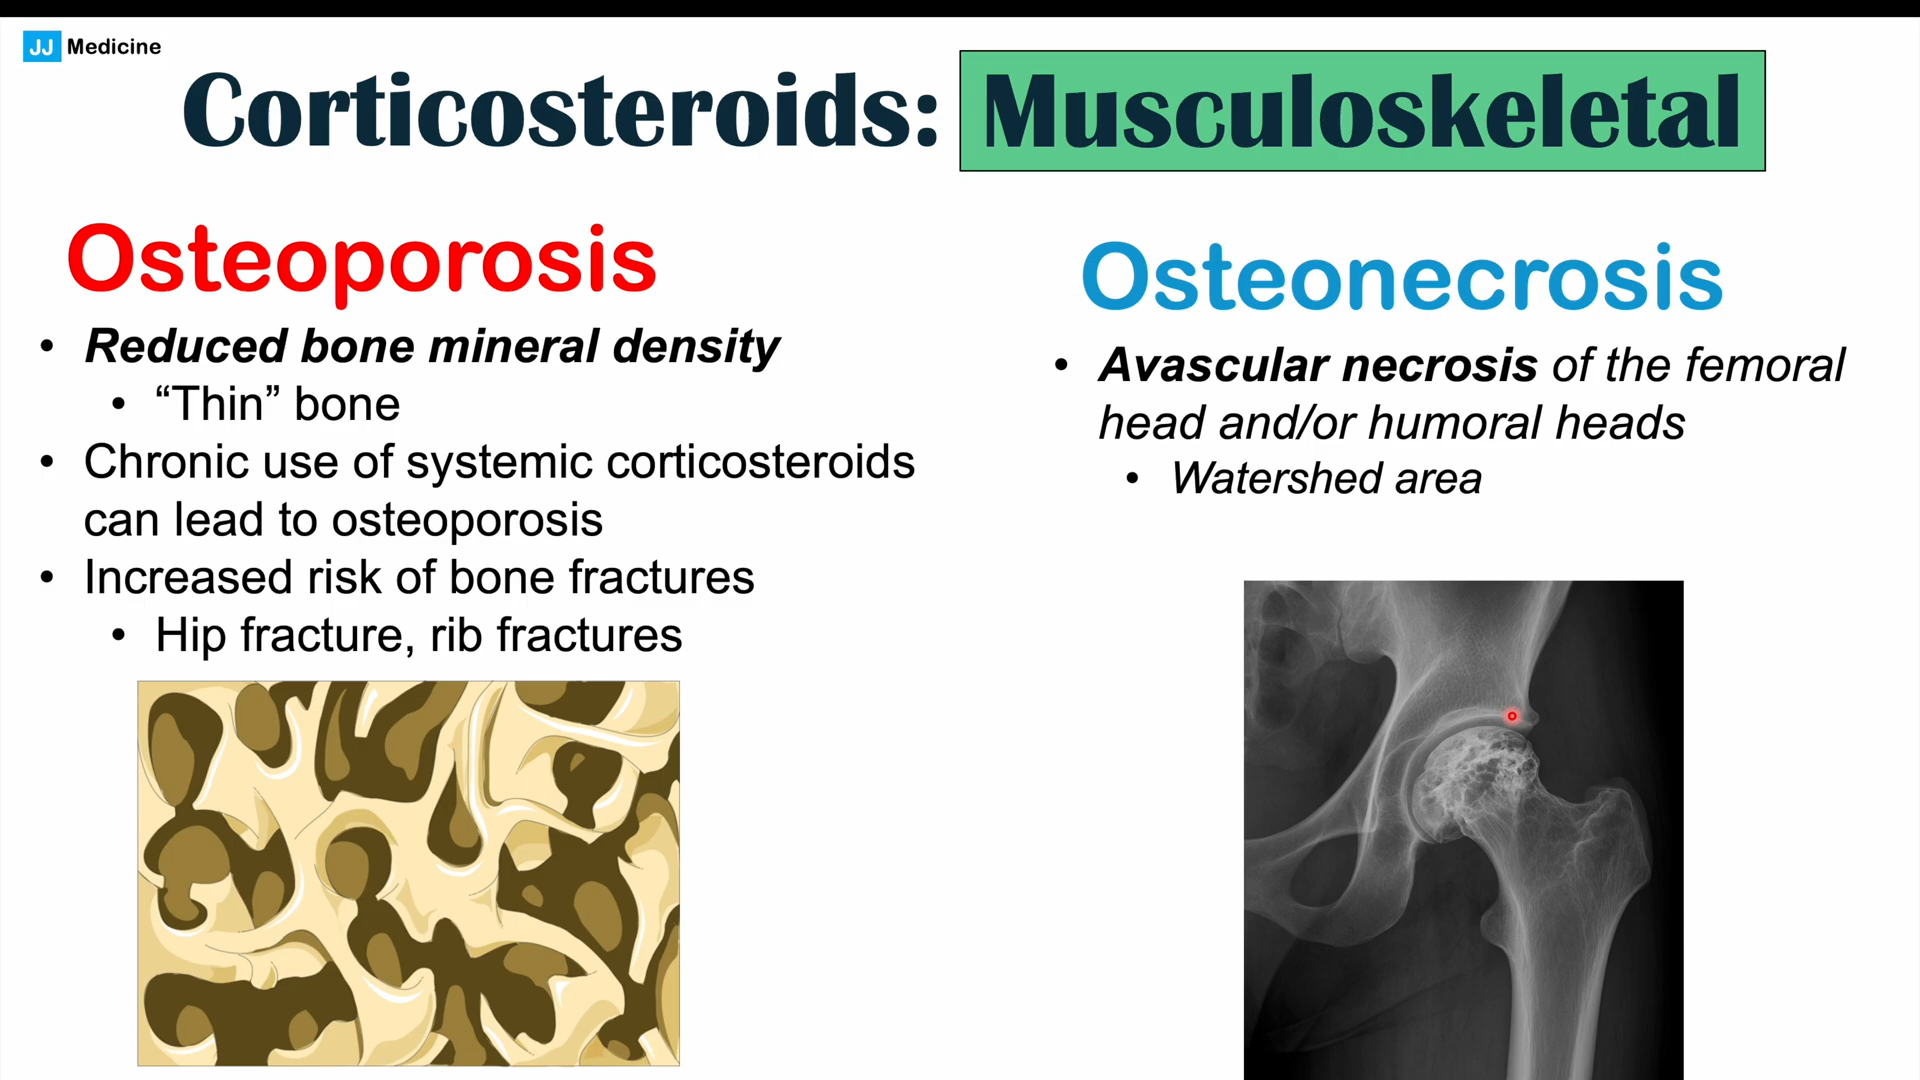 JJ Medicine
Corticosteroids: Musculoskeletal
Osteoporosis
• Reduced bone mineral density
• “Thin” bone
• Chronic use of systemic corticosteroids
can lead to osteoporosis
• Increased risk of bone fractures
• Hip fracture, rib fractures
Osteonecrosis
• Avascular necrosis of the femoral
head and/or humoral heads
• Watershed area